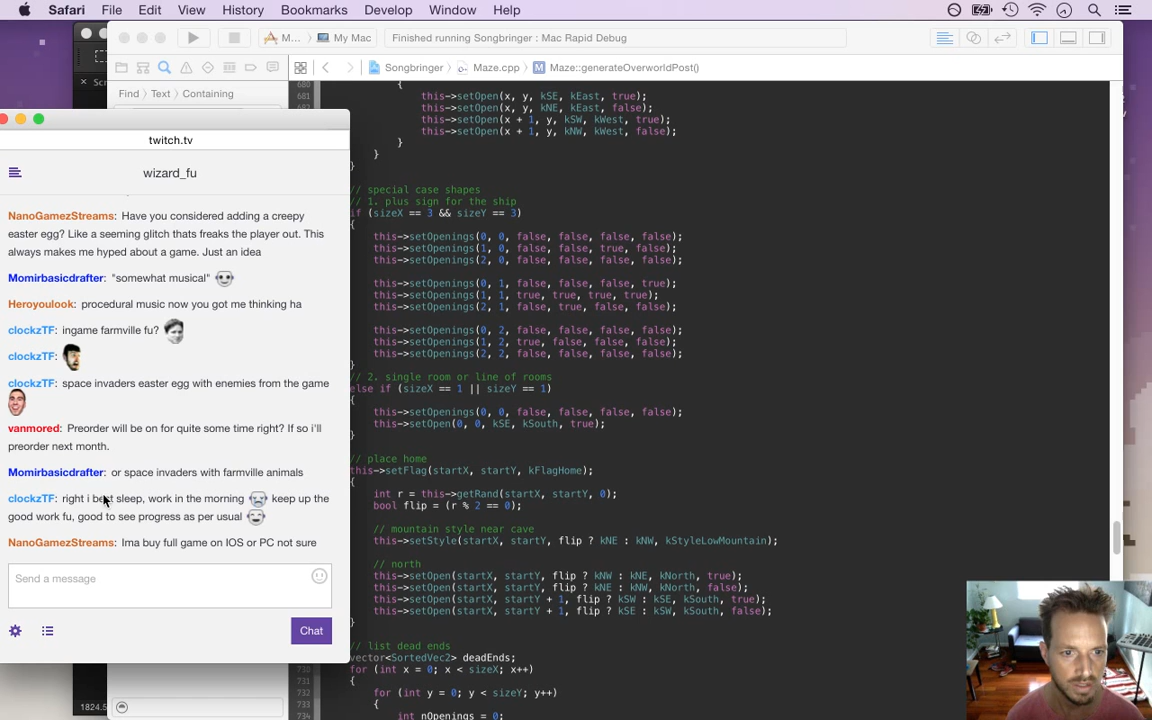 Safari File Edit View History Bookmarks Develop Window Help
M... My Mac Finished running Songbringer : Mac Rapid Debug
Find Text Containing
Songbringer Maze.cpp Maze::generateOverworldPost()
twitch.tv
wizard_fu
NanoGamezStreams: Have you considered adding a creepy
easter egg? Like a seeming glitch thats freaks the player out. This
always makes me hyped about a game. Just an idea
Momirbasicdrafter: "somewhat musical"
Heroyoulook: procedural music now you got me thinking ha
clockzTF: ingame farmville fu?
clockzTF:
clockzTF: space invaders easter egg with enemies from the game
vanmored: Preorder will be on for quite some time right? If so i'll
preorder next month.
Momirbasicdrafter: or space invaders with farmville animals
clockzTF: right i best sleep, work in the morning keep up the
good work fu, good to see progress as per usual
NanoGamezStreams: Ima buy full game on IOS or PC not sure
Send a message
Chat
1824.5
680 {
681 this->setOpen(x, y, kSE, kEast, true);
682 this->setOpen(x, y, kNE, kEast, false);
this->setOpen(x + 1, y, kSW, kWest, true);
this->setOpen(x + 1, y, kNW, kWest, false);
}
}
}
// special case shapes
// 1. plus sign for the ship
if (sizeX == 3 && sizeY == 3)
{
this->setOpenings(0, 0, false, false, false, false);
this->setOpenings(1, 0, false, false, true, false);
this->setOpenings(2, 0, false, false, false, false);
this->setOpenings(0, 1, false, true, false, false);
this->setOpenings(1, 1, true, true, true, true);
this->setOpenings(2, 1, false, false, false, true);
this->setOpenings(0, 2, false, false, false, false);
this->setOpenings(1, 2, true, false, false, false);
this->setOpenings(2, 2, false, false, false, false);
}
// 2. single room or line of rooms
else if (sizeX == 1 || sizeY == 1)
{
this->setOpenings(0, 0, false, false, false, false);
this->setOpen(0, 0, kSE, kSouth, true);
}
// place home
this->setFlag(startX, startY, kFlagHome);
{
int r = this->getRand(startX, startY, 0);
bool flip = (r % 2 == 0);
// mountain style near cave
this->setStyle(startX, startY, flip ? kNE : kNW, kStyleLowMountain);
// north
this->setOpen(startX, startY, flip ? kNW : kNE, kNorth, true);
this->setOpen(startX, startY, flip ? kNE : kNW, kNorth, false);
this->setOpen(startX, startY + 1, flip ? kSW : kSE, kSouth, true);
this->setOpen(startX, startY + 1, flip ? kSE : kSW, kSouth, false);
}
// list dead ends
vector<SortedVec2> deadEnds;
730 for (int x = 0; x < sizeX; x++)
731 {
732 for (int y = 0; y < sizeY; y++)
733 {
734 int nOpenings = 0;